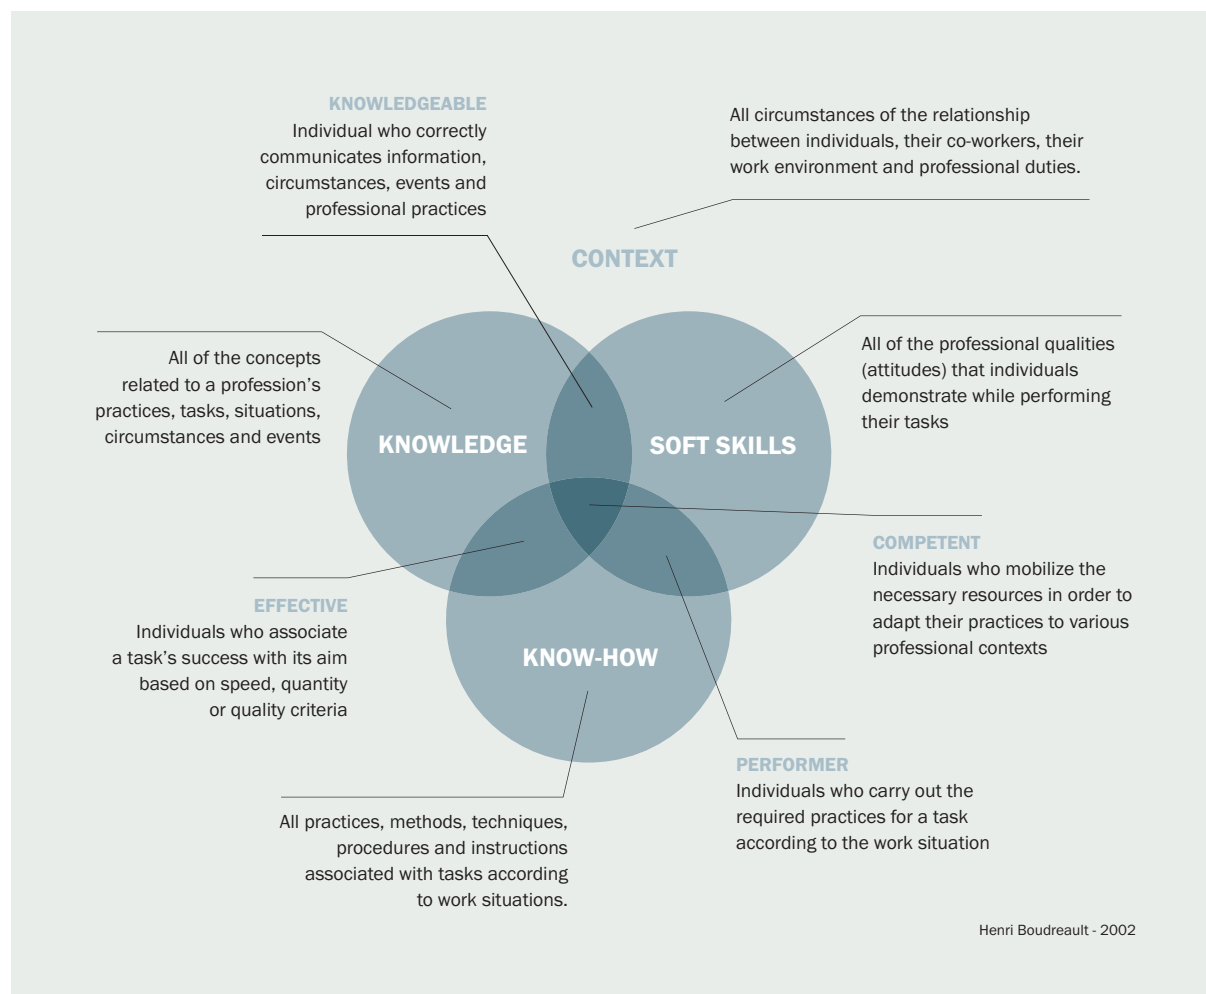 KNOWLEDGEABLE
Individual who correctly
communicates information,
circumstances, events and
professional practices
All circumstances of the relationship
between individuals, their co-workers, their
work environment and professional duties.
CONTEXT
All of the concepts
related to a profession's
practices, tasks, situations,
circumstances and events
All of the professional qualities
(attitudes) that individuals
demonstrate while performing
their tasks
KNOWLEDGE
SOFT SKILLS
COMPETENT
Individuals who mobilize the
necessary resources in order to
adapt their practices to various
professional contexts
EFFECTIVE
Individuals who associate
a task's success with its aim
based on speed, quantity
or quality criteria
KNOW-HOW
PERFORMER
Individuals who carry out the
required practices for a task
according to the work situation
All practices, methods, techniques,
procedures and instructions
associated with tasks according
to work situations.
Henri Boudreault - 2002